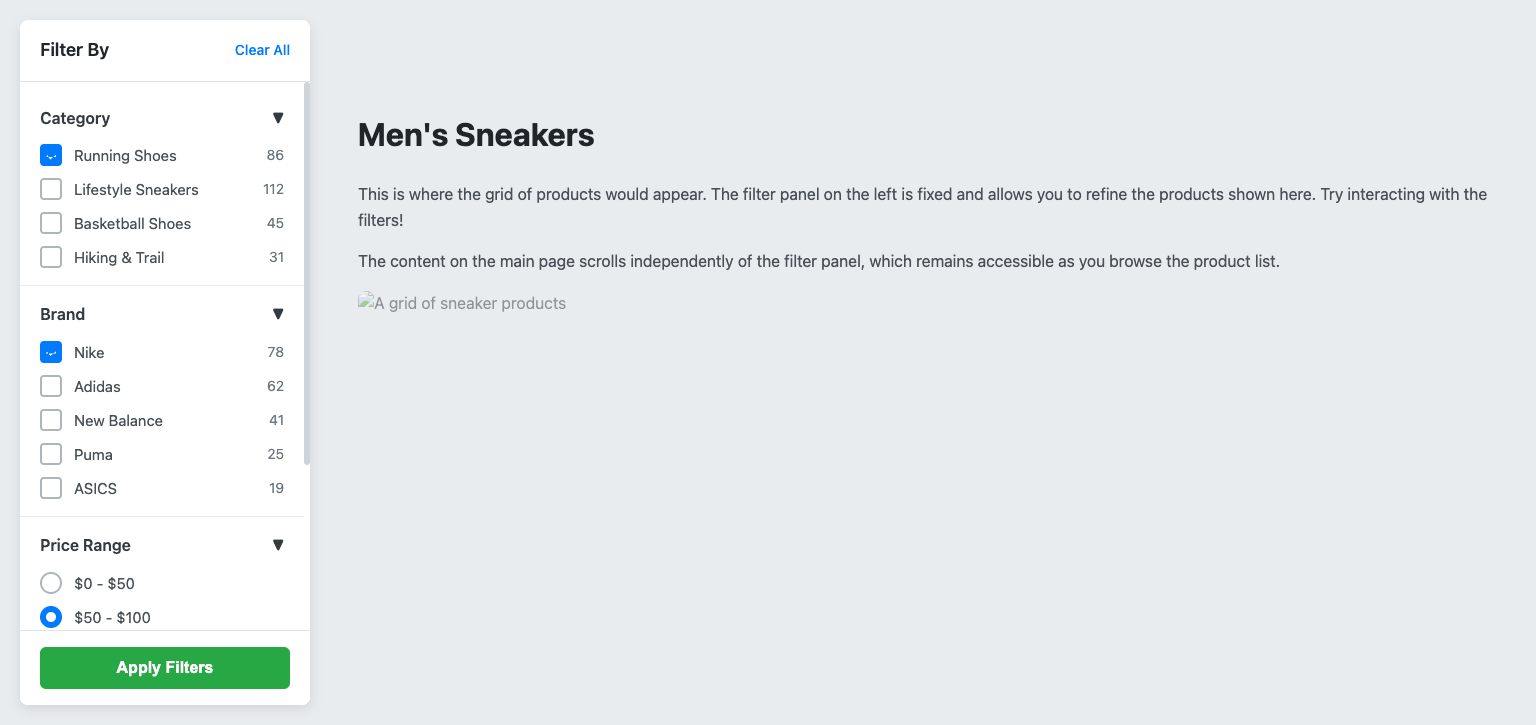 Filter By
Clear All
Category ▼
Running Shoes 86
Lifestyle Sneakers 112
Basketball Shoes 45
Hiking & Trail 31
Brand ▼
Nike 78
Adidas 62
New Balance 41
Puma 25
ASICS 19
Price Range ▼
$0 - $50
$50 - $100
Apply Filters
Men's Sneakers
This is where the grid of products would appear. The filter panel on the left is fixed and allows you to refine the products shown here. Try interacting with the
filters!
The content on the main page scrolls independently of the filter panel, which remains accessible as you browse the product list.
A grid of sneaker products